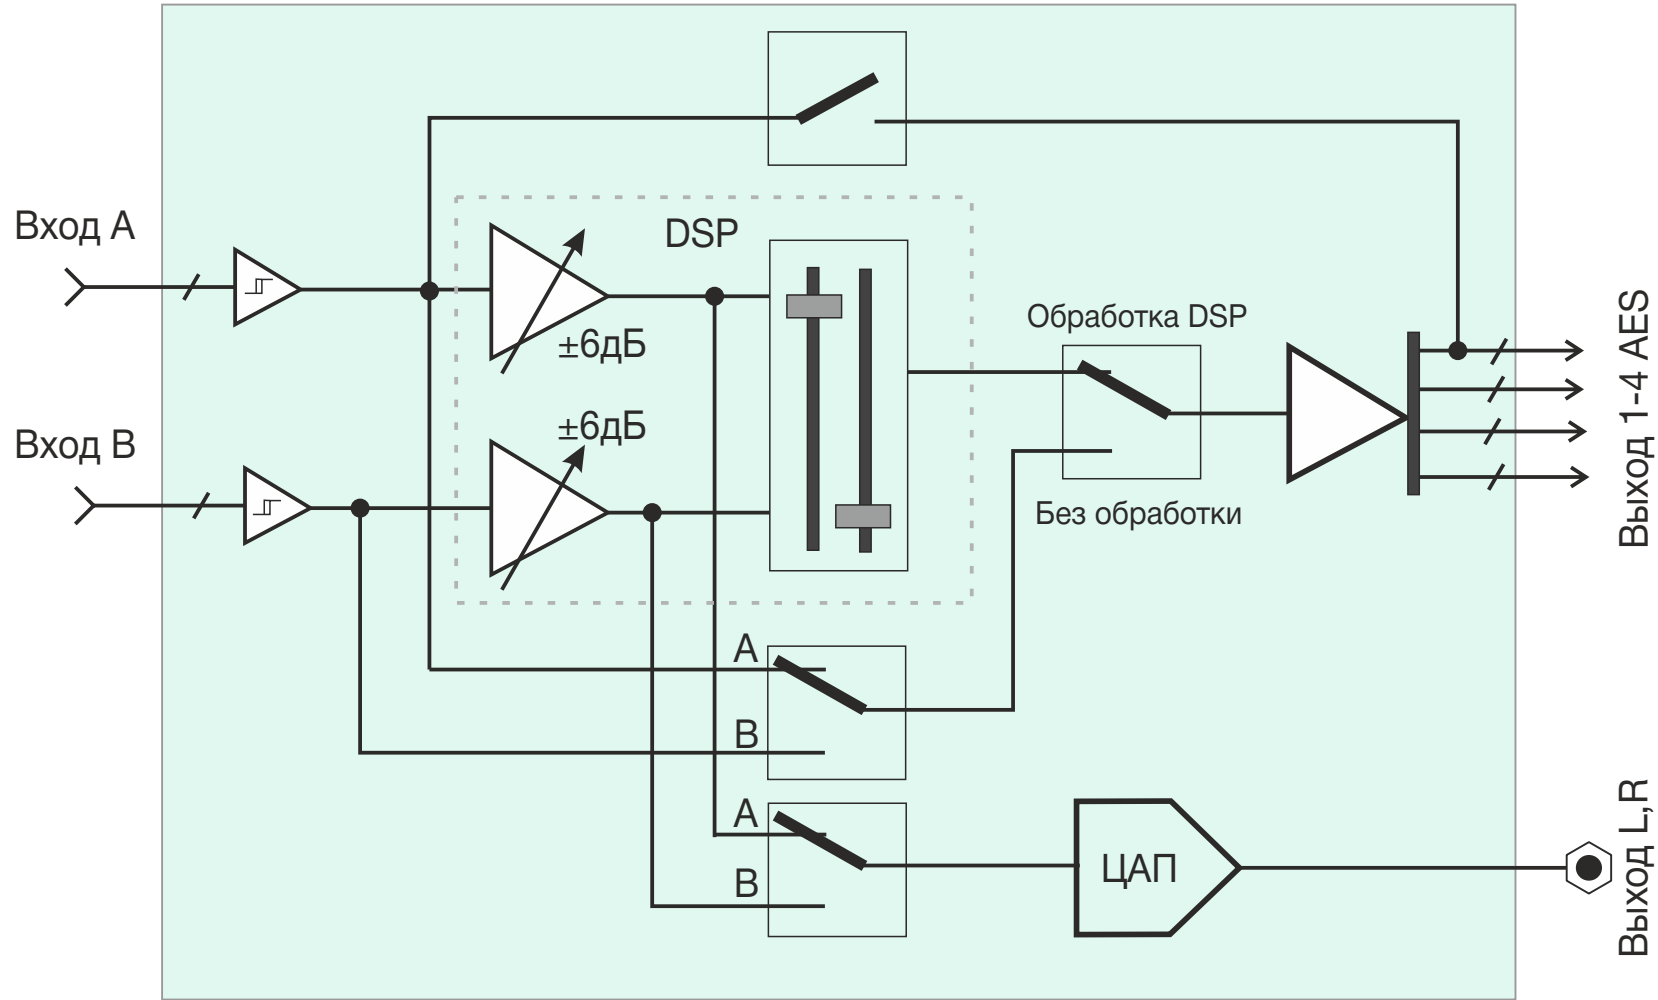 Вход A
DSP
±6дБ
Обработка DSP
±6дБ
Вход B
Без обработки
Выход 1-4 AES
A
B
A
B
ЦАП
Выход L,R